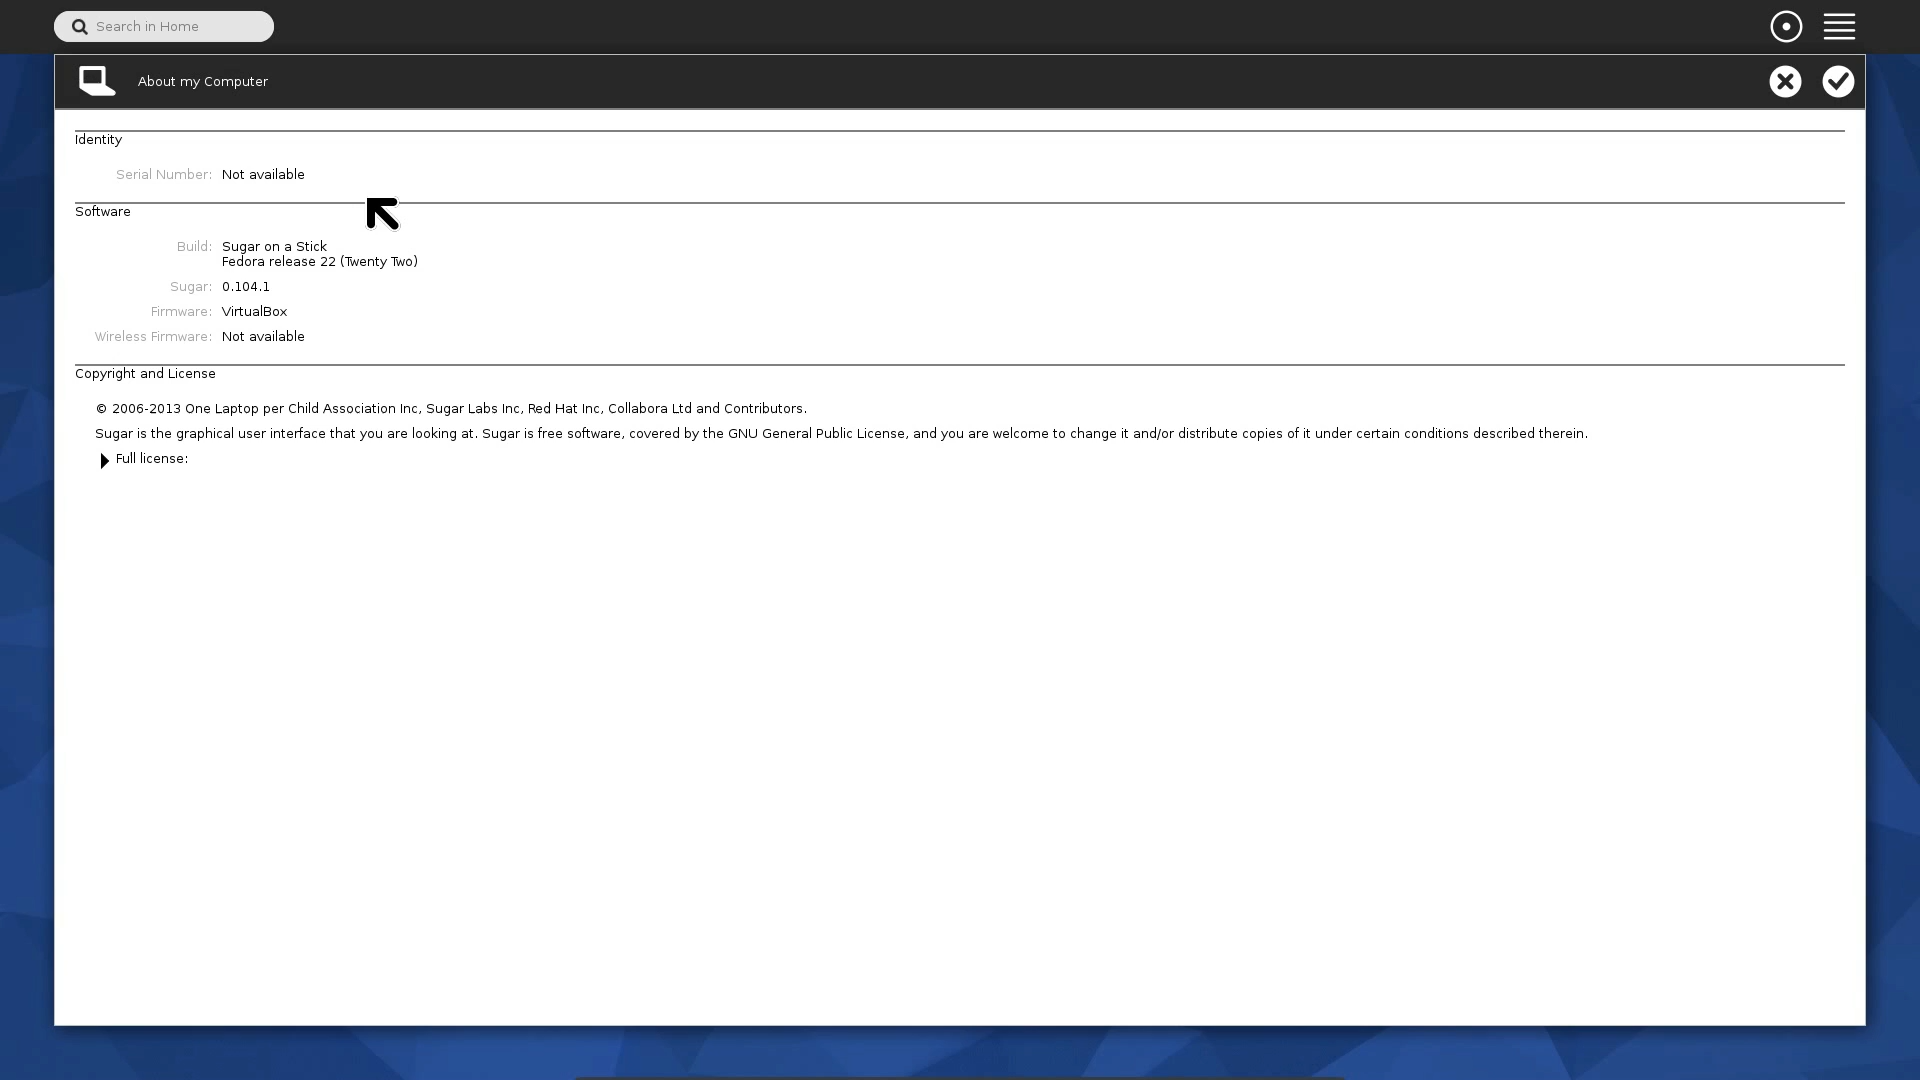 Search in Home
About my Computer
Identity
Serial Number: Not available
Software
Build: Sugar on a Stick
Fedora release 22 (Twenty Two)
Sugar: 0.104.1
Firmware: VirtualBox
Wireless Firmware: Not available
Copyright and License
© 2006-2013 One Laptop per Child Association Inc, Sugar Labs Inc, Red Hat Inc, Collabora Ltd and Contributors.
Sugar is the graphical user interface that you are looking at. Sugar is free software, covered by the GNU General Public License, and you are welcome to change it and/or distribute copies of it under certain conditions described therein.
Full license: